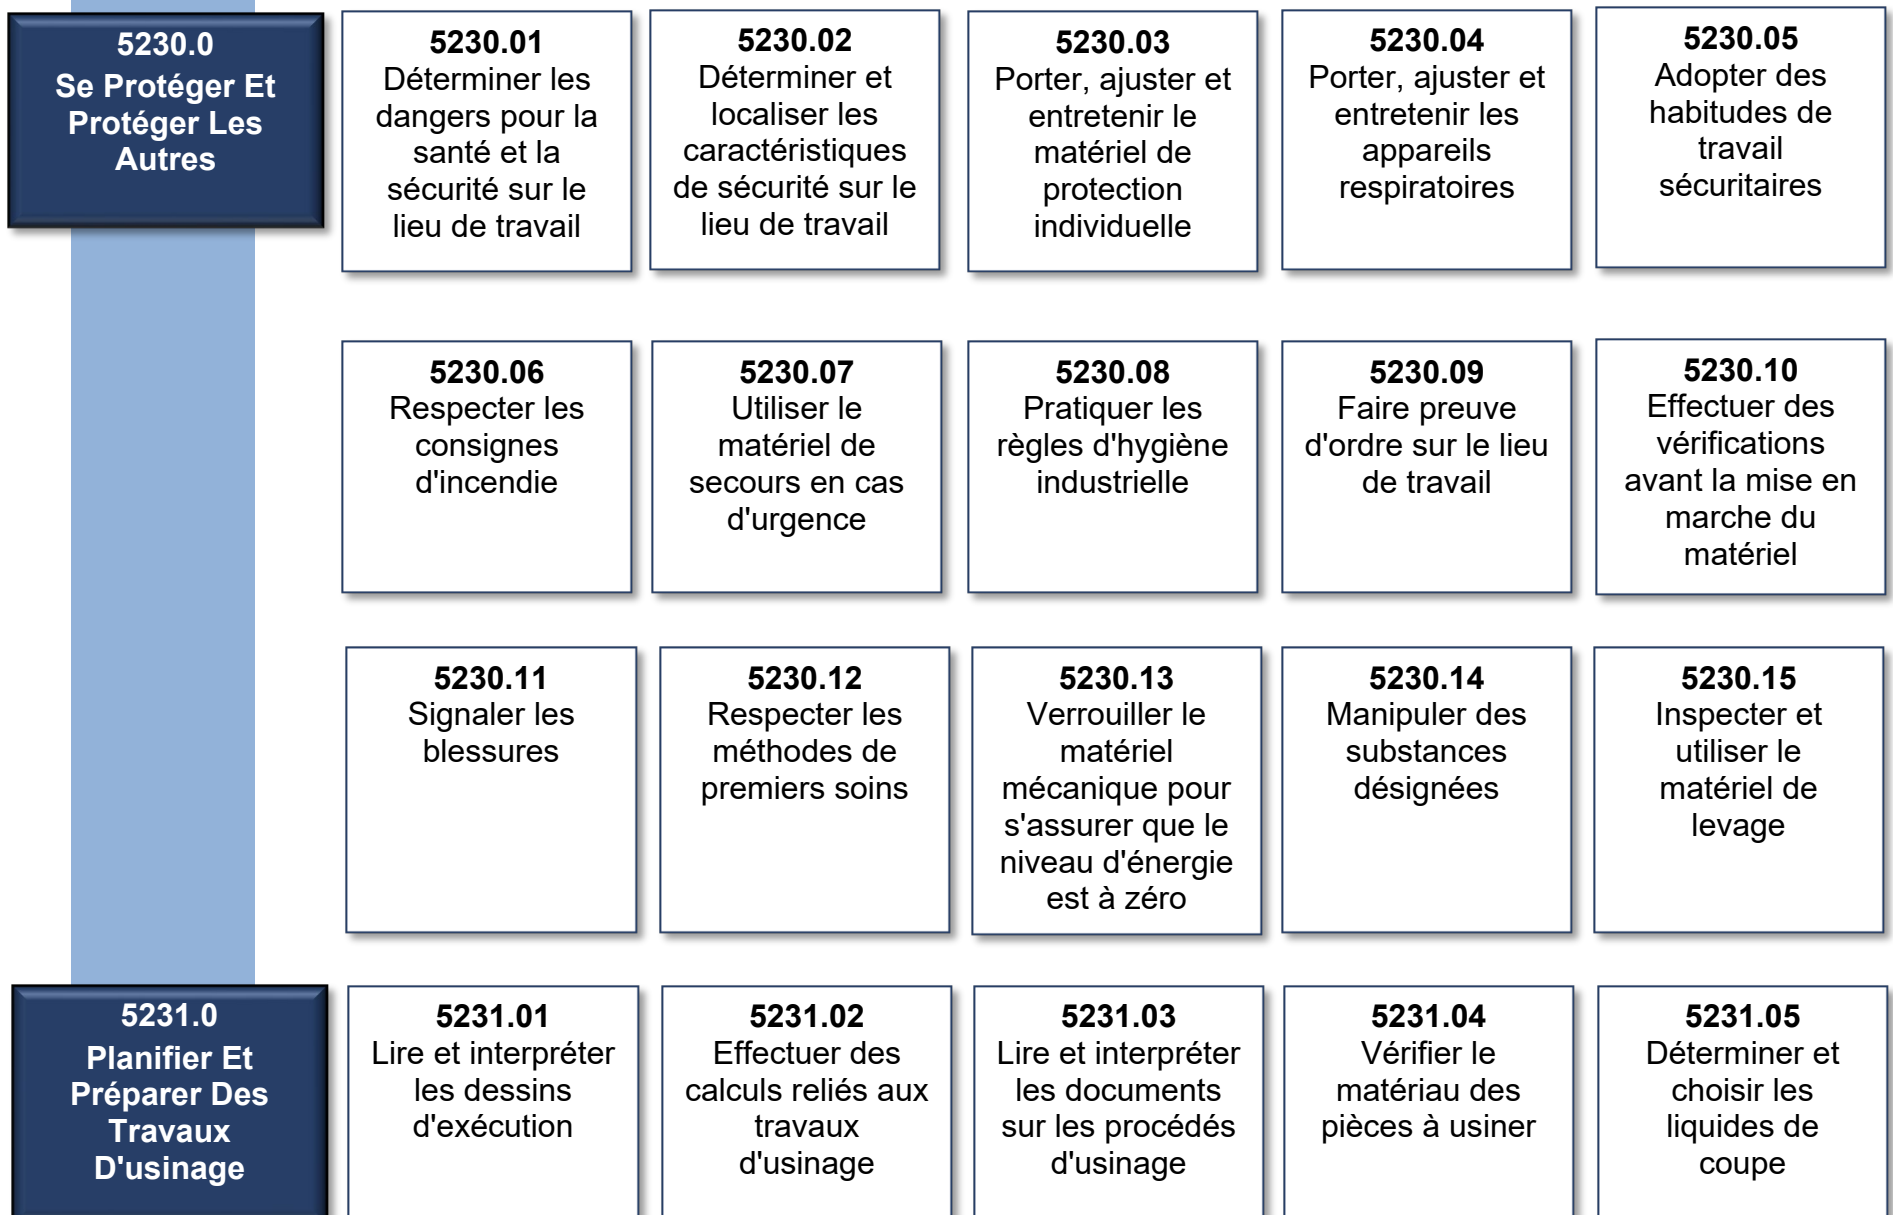 5230.0
Se Protéger Et
Protéger Les
Autres
5230.01
Déterminer les
dangers pour la
santé et la
sécurité sur le
lieu de travail
5230.02
Déterminer et
localiser les
caractéristiques
de sécurité sur le
lieu de travail
5230.03
Porter, ajuster et
entretenir le
matériel de
protection
individuelle
5230.04
Porter, ajuster et
entretenir les
appareils
respiratoires
5230.05
Adopter des
habitudes de
travail
sécuritaires
5230.06
Respecter les
consignes
d'incendie
5230.07
Utiliser le
matériel de
secours en cas
d'urgence
5230.08
Pratiquer les
règles d'hygiène
industrielle
5230.09
Faire preuve
d'ordre sur le lieu
de travail
5230.10
Effectuer des
vérifications
avant la mise en
marche du
matériel
5230.11
Signaler les
blessures
5230.12
Respecter les
méthodes de
premiers soins
5230.13
Verrouiller le
matériel
mécanique pour
s'assurer que le
niveau d'énergie
est à zéro
5230.14
Manipuler des
substances
désignées
5230.15
Inspecter et
utiliser le
matériel de
levage
5231.0
Planifier Et
Préparer Des
Travaux
D'usinage
5231.01
Lire et interpréter
les dessins
d'exécution
5231.02
Effectuer des
calculs reliés aux
travaux
d'usinage
5231.03
Lire et interpréter
les documents
sur les procédés
d'usinage
5231.04
Vérifier le
matériau des
pièces à usiner
5231.05
Déterminer et
choisir les
liquides de
coupe